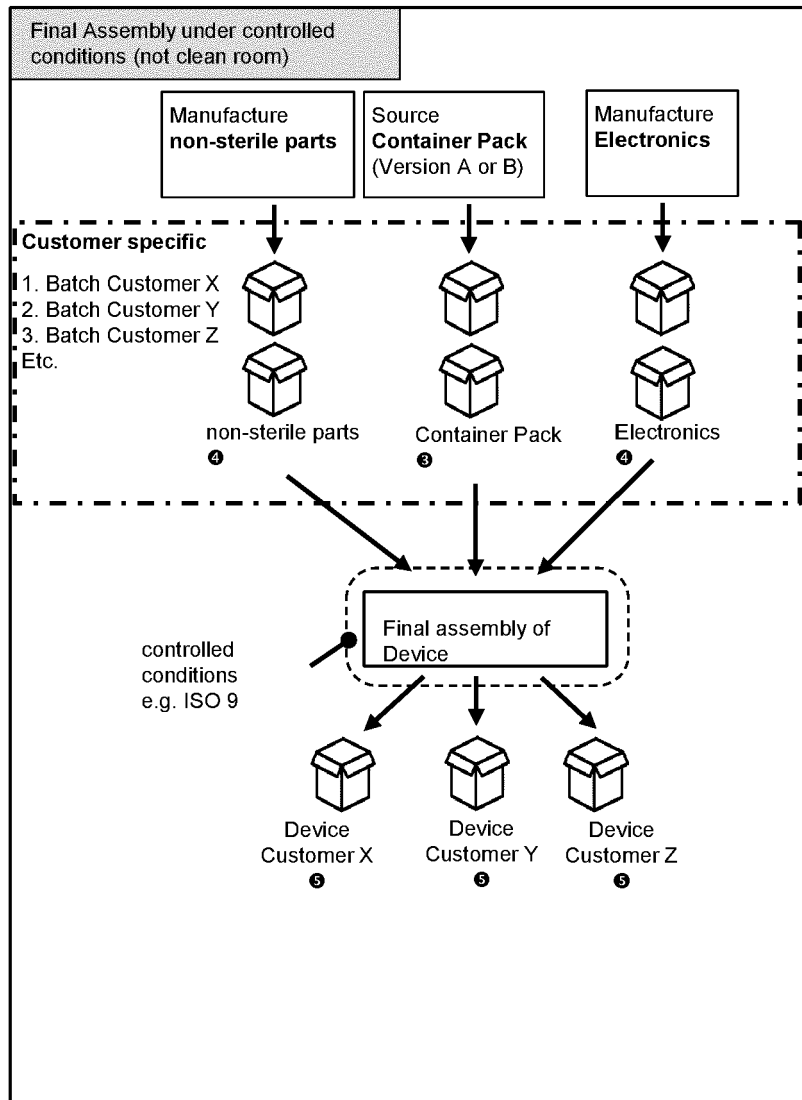 Final Assembly under controlled
conditions (not clean room)
Manufacture
non-sterile parts
Source
Container Pack
(Version A or B)
Manufacture
Electronics
Customer specific
1. Batch Customer X
2. Batch Customer Y
3. Batch Customer Z
Etc.
non-sterile parts
❹
Container Pack
❸
Electronics
❹
Final assembly of
Device
controlled
conditions
e.g. ISO 9
Device
Customer X
❺
Device
Customer Y
❺
Device
Customer Z
❺